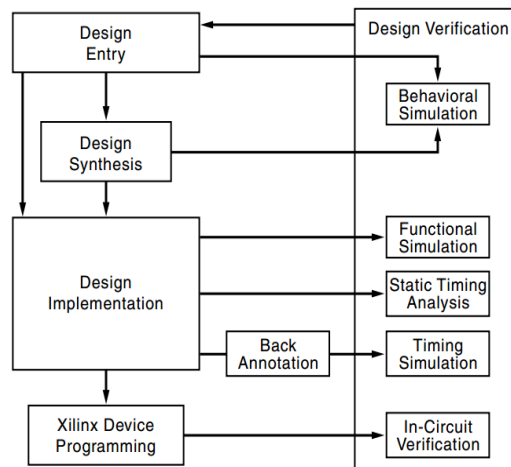 Design
Entry
Design Verification
Behavioral
Simulation
Design
Synthesis
Functional
Simulation
Design
Implementation
Static Timing
Analysis
Back
Annotation
Timing
Simulation
Xilinx Device
Programming
In-Circuit
Verification